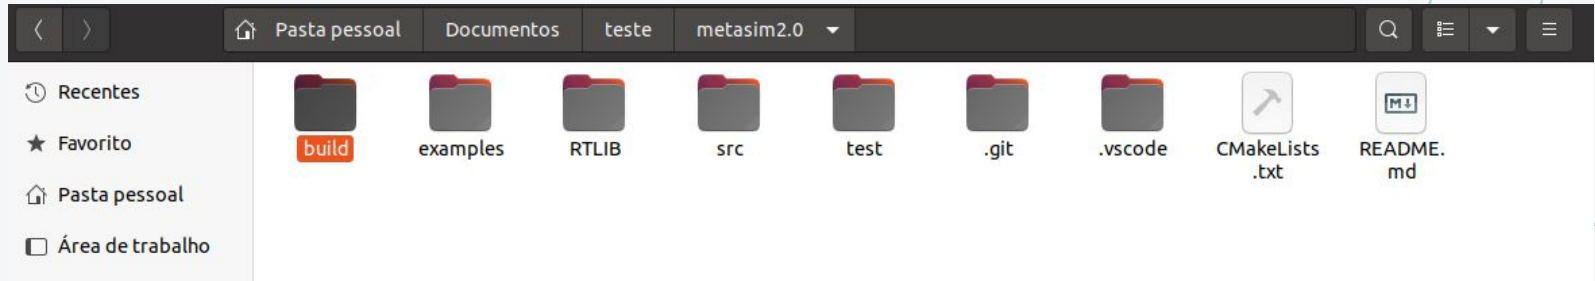 Pasta pessoal Documentos teste metasim2.0
Recentes
Favorito
Pasta pessoal
Área de trabalho
build examples RTLIB src test .git .vscode CMakeLists README.
.txt md
M